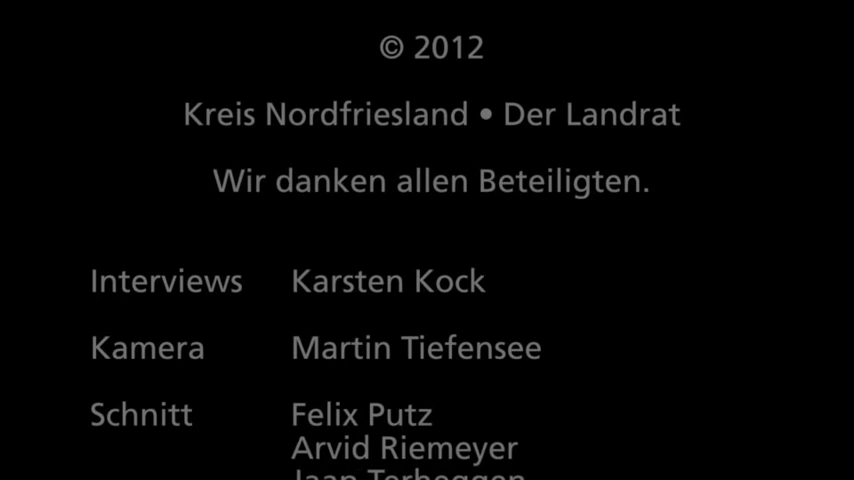 © 2012
Kreis Nordfriesland • Der Landrat
Wir danken allen Beteiligten.
Interviews Karsten Kock
Kamera Martin Tiefensee
Schnitt Felix Putz
Arvid Riemeyer